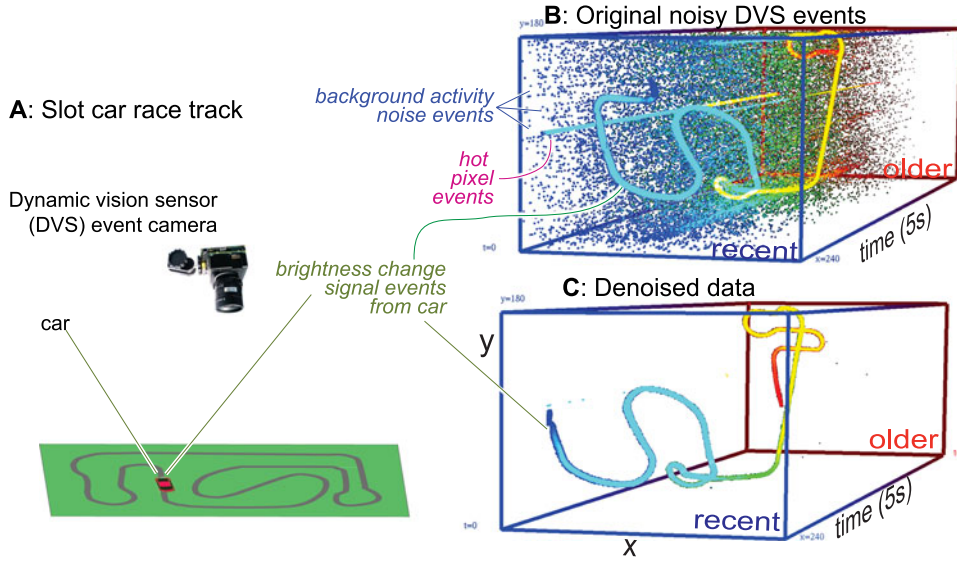 A: Slot car race track
Dynamic vision sensor
(DVS) event camera
car
background activity
noise events
hot
pixel
events
brightness change
signal events
from car
B: Original noisy DVS events
y=180
t=0
x=240
recent
older
time (5s)
C: Denoised data
y=180
y
t=0
x
x=240
recent
older
time (5s)